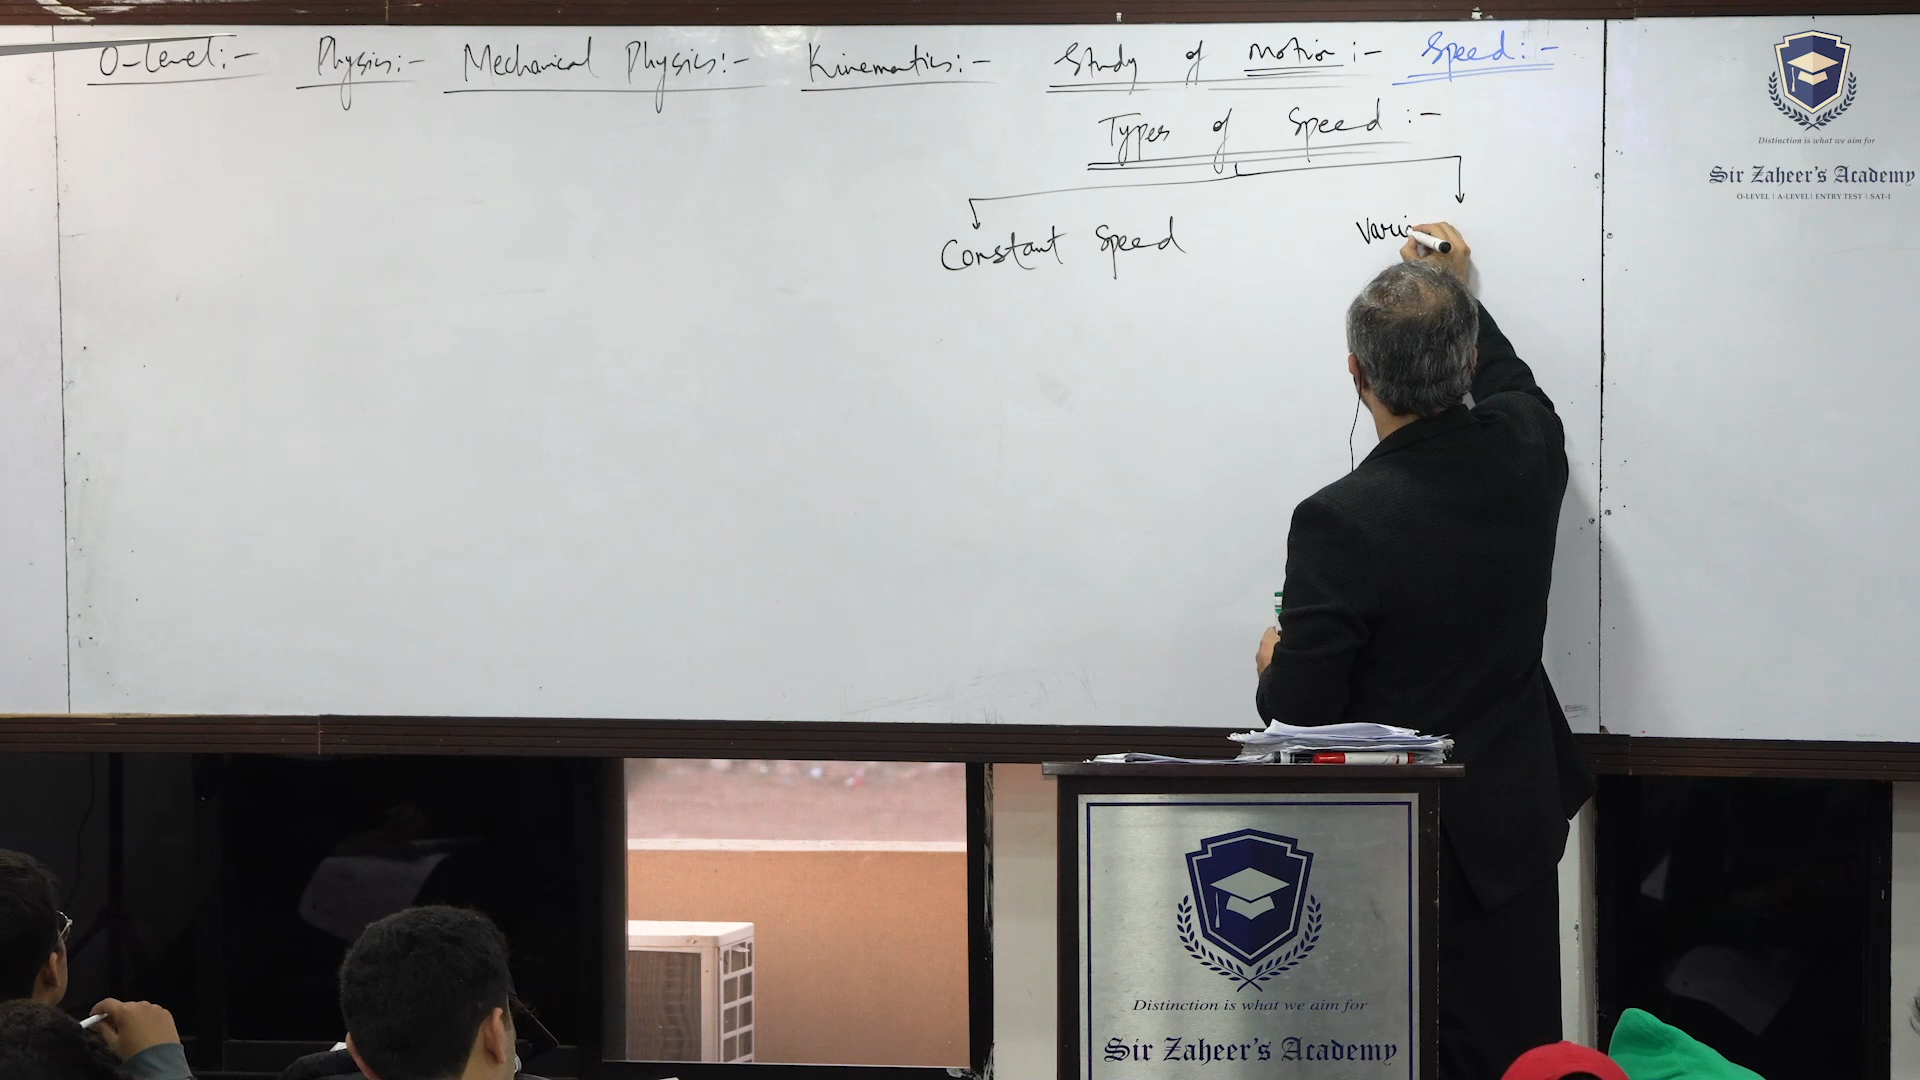 O-Level:- Physics:- Mechanical Physics:- Kinematics:- Study of Motion:- Speed:-
Types of Speed:-
Constant Speed Vari
Distinction is what we aim for
Sir Zaheer's Academy
O-LEVEL | A-LEVEL | ENTRY TEST | SAT-I
Distinction is what we aim for
Sir Zaheer's Academy